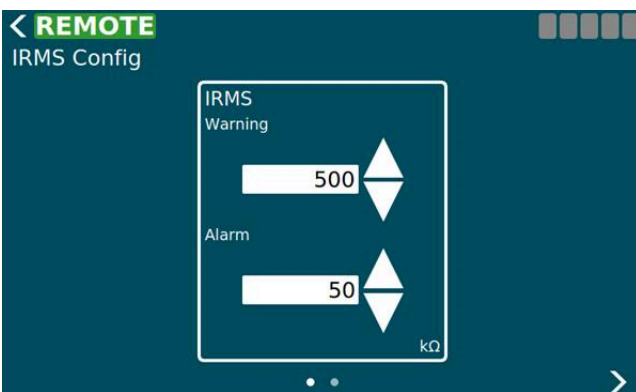 REMOTE
IRMS Config
IRMS
Warning
500
Alarm
50
kΩ